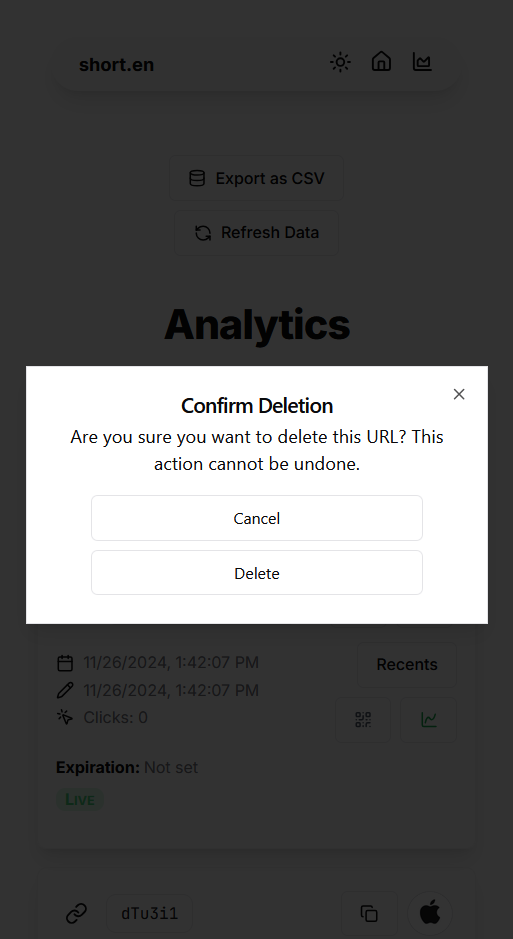 short.en
Export as CSV
Refresh Data
Analytics
Confirm Deletion
Are you sure you want to delete this URL? This
action cannot be undone.
Cancel
Delete
11/26/2024, 1:42:07 PM
Recents
11/26/2024, 1:42:07 PM
Clicks: 0
Expiration: Not set
LIVE
dTu3i1